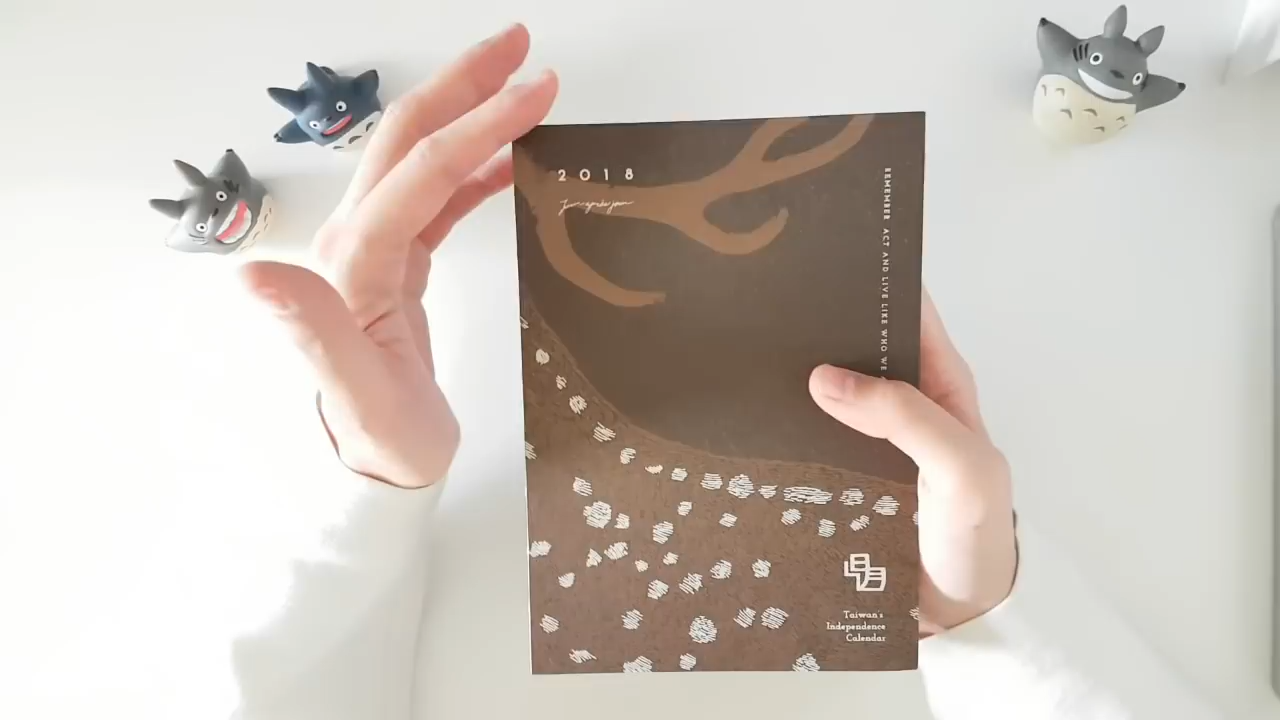 2018
REMEMBER ACT AND LIVE LIKE WHO WE
Taiwan's
Independence
Calendar